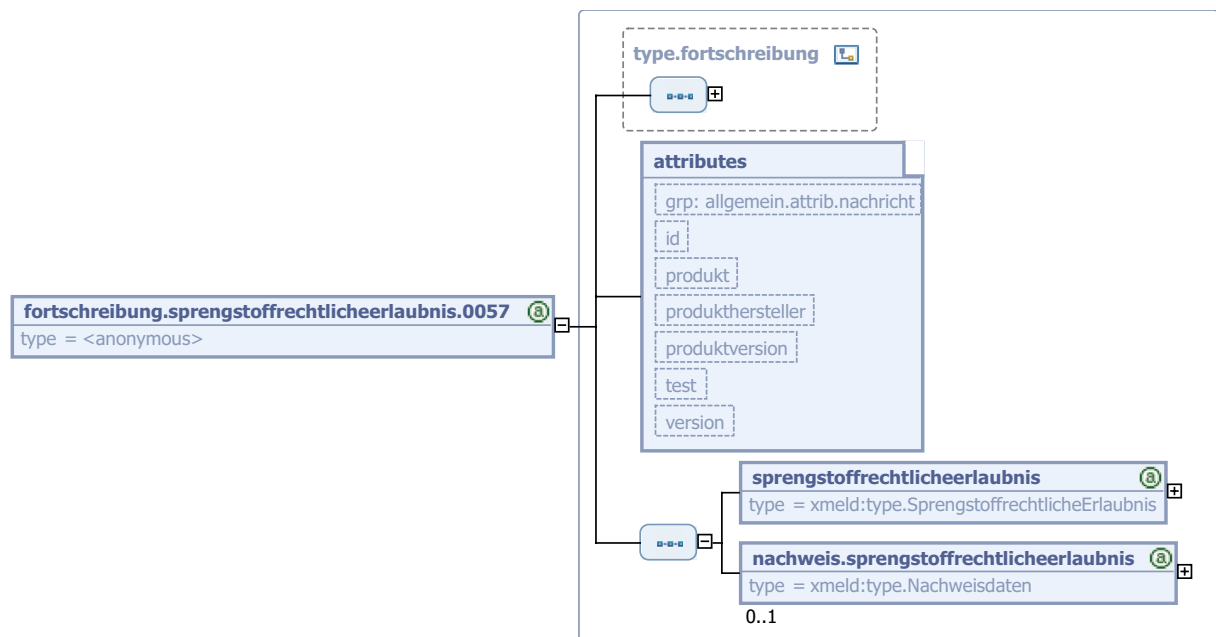 type.fortschreibung
attributes
grp: allgemein.attrib.nachricht
id
produkt
produkthersteller
produktversion
test
version
fortschreibung.sprengstoffrechtlicheerlaubnis.0057
type = <anonymous>
sprengstoffrechtlicheerlaubnis
type = xmeld:type.SprengstoffrechtlicheErlaubnis
nachweis.sprengstoffrechtlicheerlaubnis
type = xmeld:type.Nachweisdaten
0..1